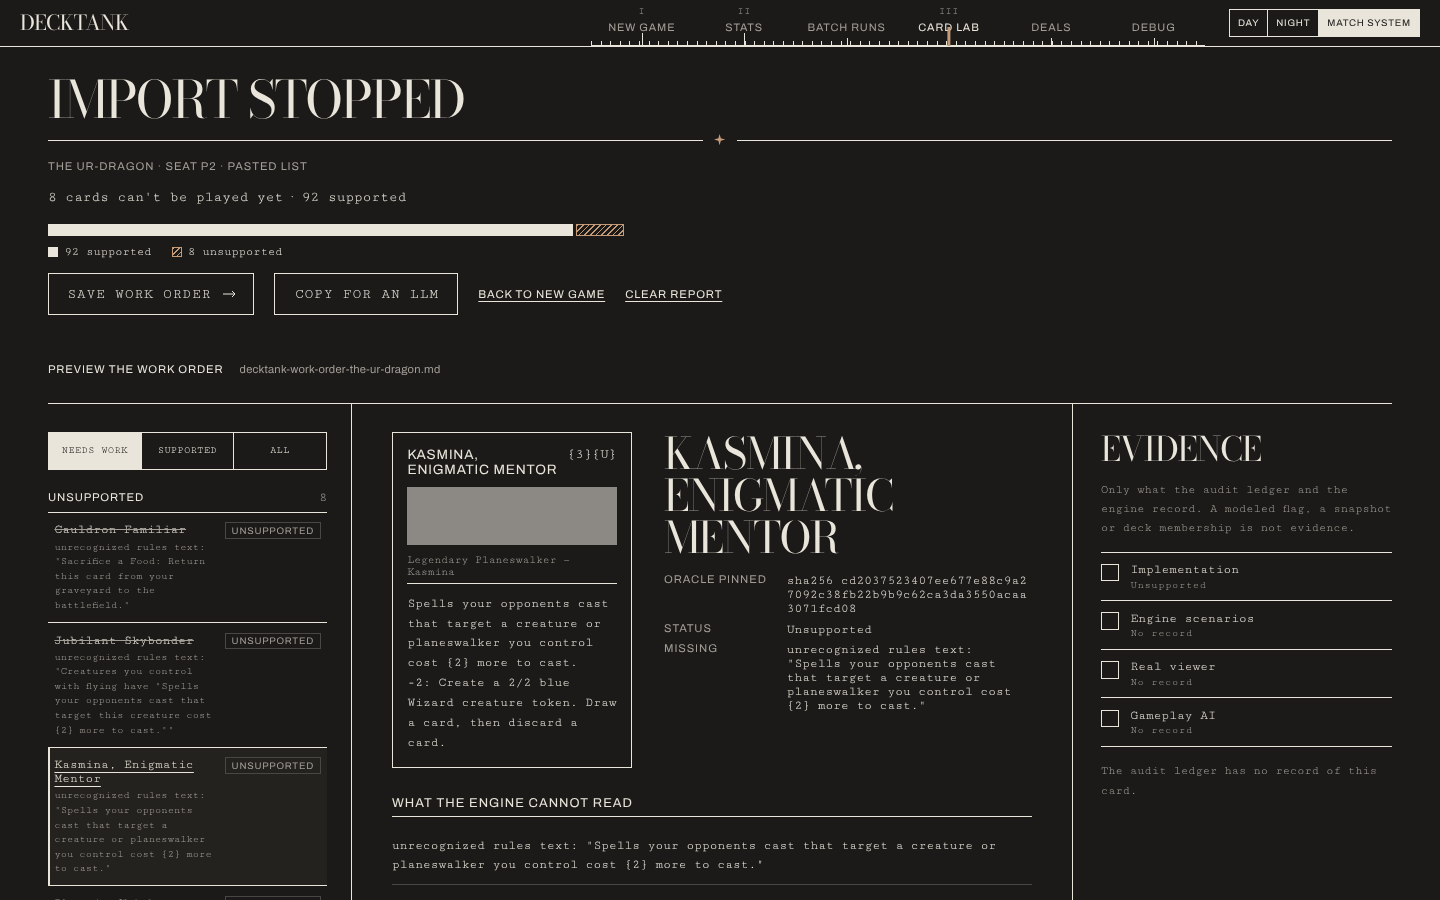 DECKTANK
I
NEW GAME
II
STATS
BATCH RUNS
III
CARD LAB
DEALS
DEBUG
DAY
NIGHT
MATCH SYSTEM
IMPORT STOPPED
THE UR-DRAGON · SEAT P2 · PASTED LIST
8 cards can't be played yet · 92 supported
92 supported
8 unsupported
SAVE WORK ORDER →
COPY FOR AN LLM
BACK TO NEW GAME
CLEAR REPORT
PREVIEW THE WORK ORDER
decktank-work-order-the-ur-dragon.md
NEEDS WORK
SUPPORTED
ALL
UNSUPPORTED
8
Cauldron Familiar
UNSUPPORTED
unrecognized rules text:
"Sacrifice a Food: Return
this card from your
graveyard to the
battlefield."
Jubilant Skybonder
UNSUPPORTED
unrecognized rules text:
"Creatures you control
with flying have "Spells
your opponents cast that
target this creature cost
{2} more to cast.""
Kasmina, Enigmatic
Mentor
UNSUPPORTED
unrecognized rules text:
"Spells your opponents
cast that target a
creature or planeswalker
you control cost {2} more
to cast."
KASMINA,
ENIGMATIC MENTOR
{3}{U}
Legendary Planeswalker —
Kasmina
Spells your opponents cast
that target a creature or
planeswalker you control
cost {2} more to cast.
−2: Create a 2/2 blue
Wizard creature token. Draw
a card, then discard a
card.
KASMINA,
ENIGMATIC
MENTOR
ORACLE PINNED
sha256 cd2037523407ee677e88c9a2
7092c38fb22b9b9c62ca3da3550acaa
3071fcd08
STATUS
Unsupported
MISSING
unrecognized rules text:
"Spells your opponents cast
that target a creature or
planeswalker you control cost
{2} more to cast."
WHAT THE ENGINE CANNOT READ
unrecognized rules text: "Spells your opponents cast that target a creature or
planeswalker you control cost {2} more to cast."
EVIDENCE
Only what the audit ledger and the
engine record. A modeled flag, a snapshot
or deck membership is not evidence.
Implementation
Unsupported
Engine scenarios
No record
Real viewer
No record
Gameplay AI
No record
The audit ledger has no record of this
card.